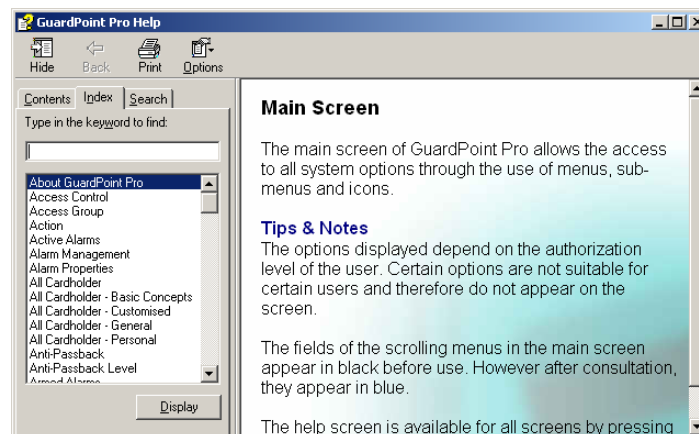 GuardPoint Pro Help
Hide Back Print Options
Contents Index Search
Type in the keyword to find:
About GuardPoint Pro
Access Control
Access Group
Action
Active Alarms
Alarm Management
Alarm Properties
All Cardholder
All Cardholder - Basic Concepts
All Cardholder - Customised
All Cardholder - General
All Cardholder - Personal
Anti-Passback
Anti-Passback Level
Armed Alarms
Display
Main Screen
The main screen of GuardPoint Pro allows the access
to all system options through the use of menus, sub-
menus and icons.
Tips & Notes
The options displayed depend on the authorization
level of the user. Certain options are not suitable for
certain users and therefore do not appear on the
screen.
The fields of the scrolling menus in the main screen
appear in black before use. However after consultation,
they appear in blue.
The help screen is available for all screens by pressing